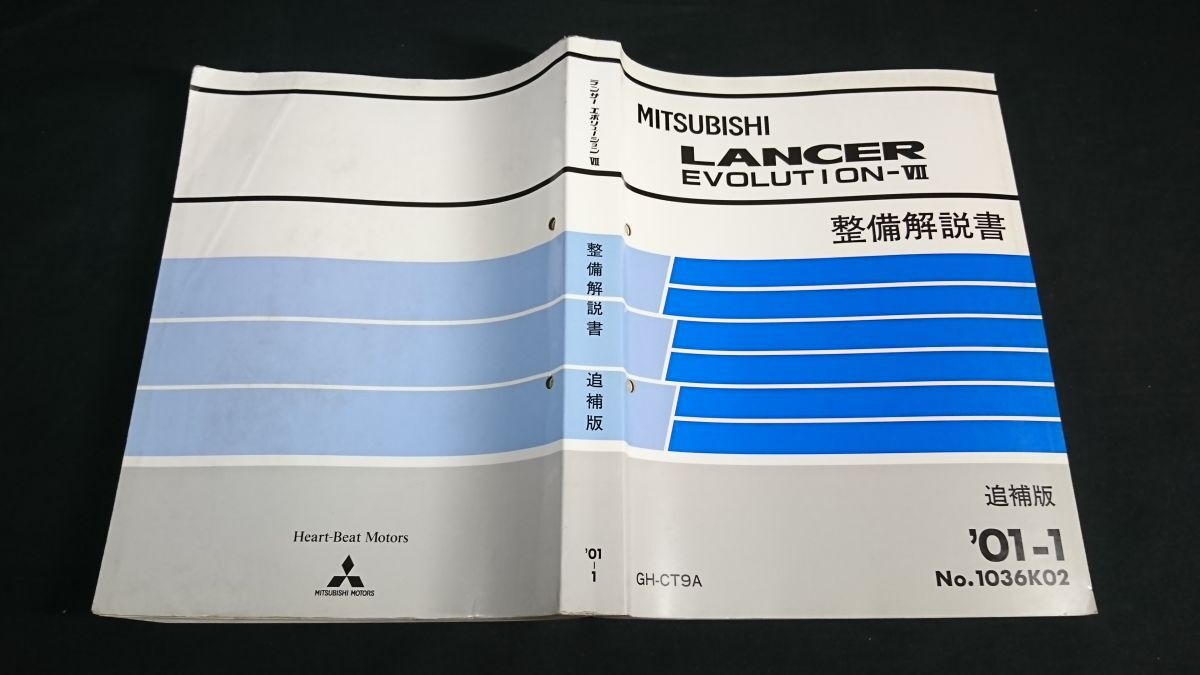 MITSUBISHI
LANCER
EVOLUTION-VII
整備解説書
追補版
'01-1
No.1036K02
GH-CT9A
ランサー エボリューション VII
整備解説書 追補版
'01-1
Heart-Beat Motors
MITSUBISHI MOTORS